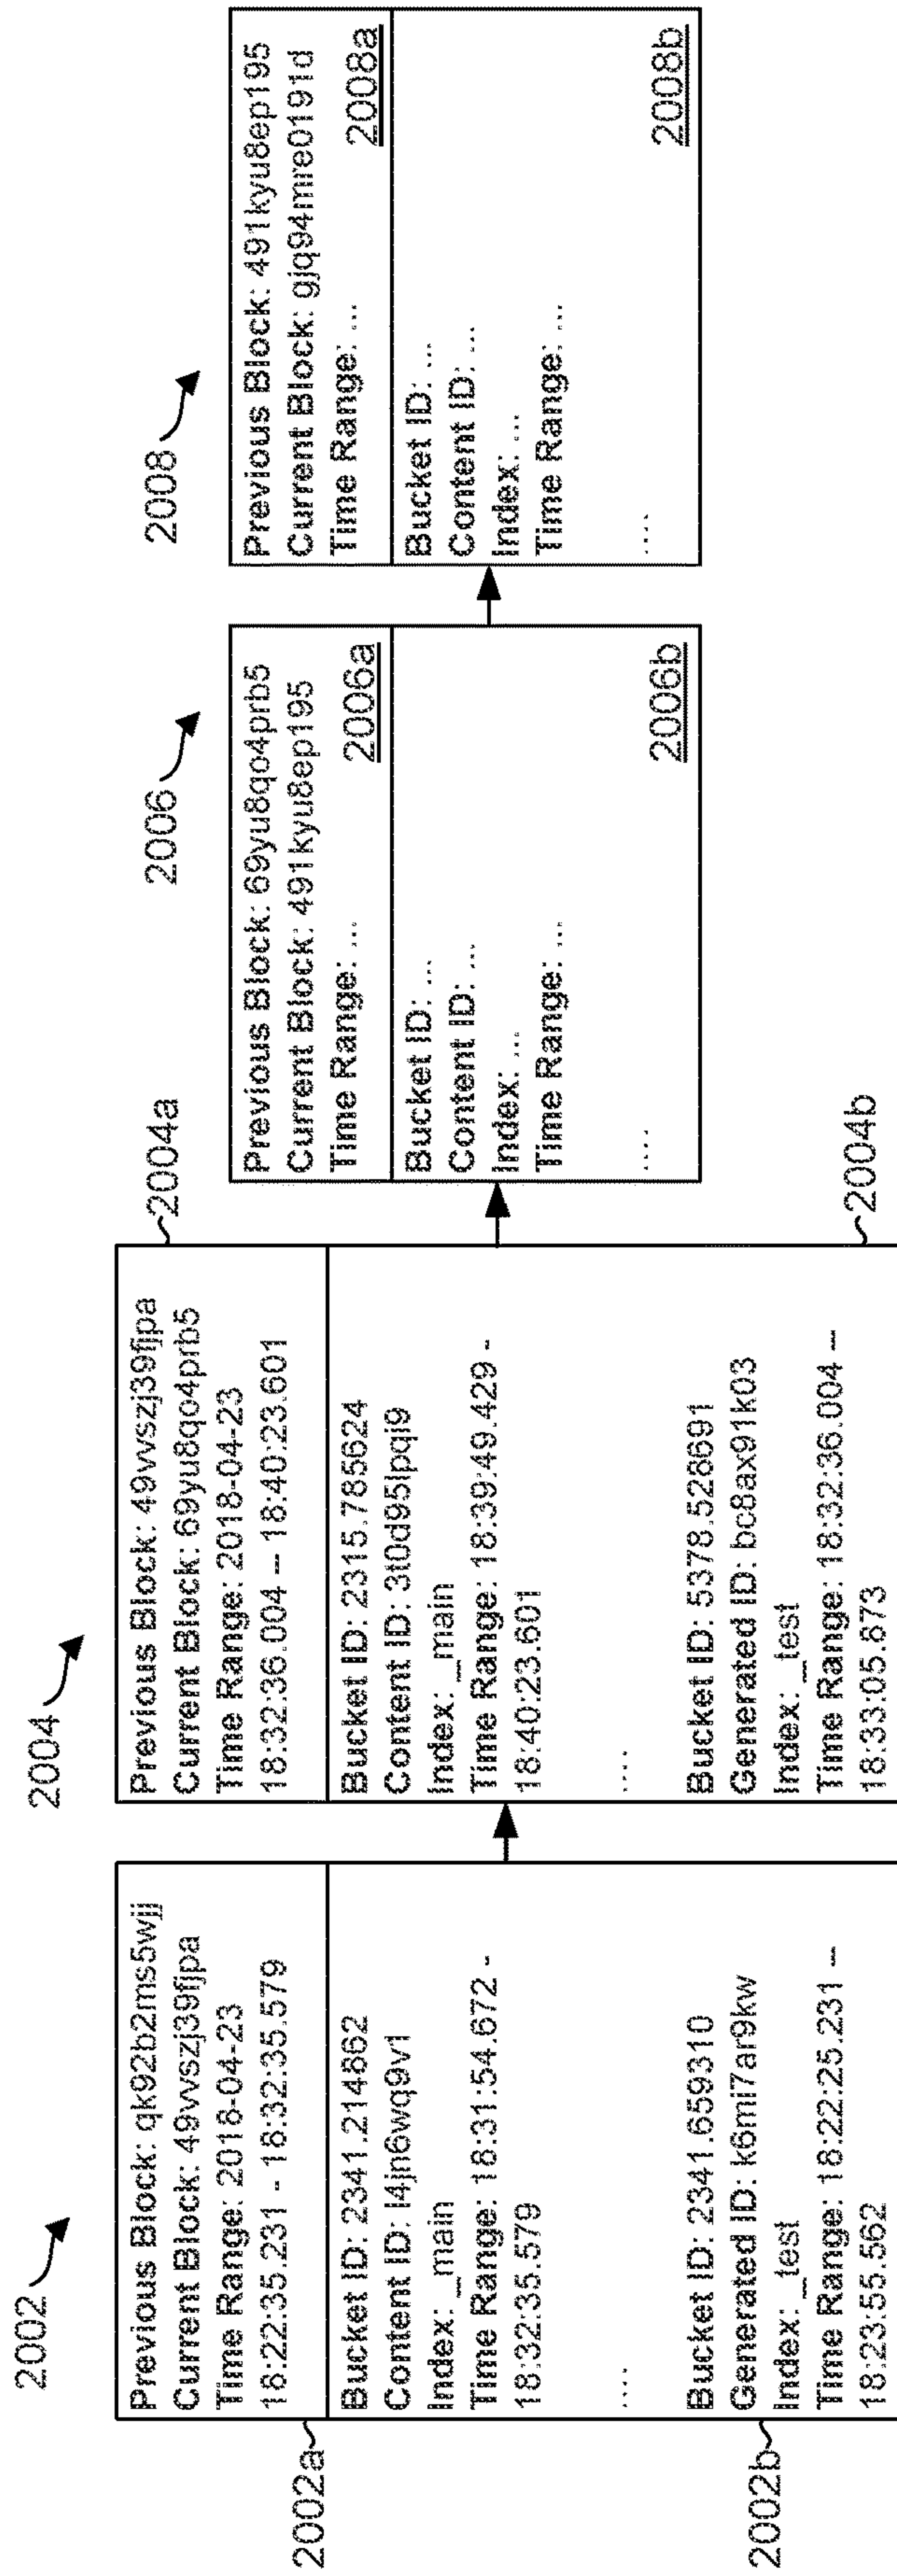 2002
2002a
Previous Block: qk92b2ms5wjj
Current Block: 49vvszj39fjpa
Time Range: 2018-04-23
18:22:35.231 - 18:32:35.579
Bucket ID: 2341.214862
Content ID: l4jn6wq9v1
Index: _main
Time Range: 18:31:54.672 -
18:32:35.579
....
2002b
Bucket ID: 2341.659310
Generated ID: k6mi7ar9kw
Index: _test
Time Range: 18:22:25.231 –
18:23:55.562
2004
2004a
Previous Block: 49vvszj39fjpa
Current Block: 69yu8qo4prb5
Time Range: 2018-04-23
18:32:36.004 – 18:40:23.601
Bucket ID: 2315.785624
Content ID: 3t0d95lpqi9
Index: _main
Time Range: 18:39:49.429 -
18:40:23.601
....
2004b
Bucket ID: 5378.528691
Generated ID: bc8ax91k03
Index: _test
Time Range: 18:32:36.004 –
18:33:05.873
2006
Previous Block: 69yu8qo4prb5
Current Block: 491kyu8ep195
Time Range: ...
2006a
Bucket ID: ...
Content ID: ...
Index: ...
Time Range: ...
....
2006b
2008
Previous Block: 491kyu8ep195
Current Block: gjq94mre0191d
Time Range: ...
2008a
Bucket ID: ...
Content ID: ...
Index: ...
Time Range: ...
....
2008b